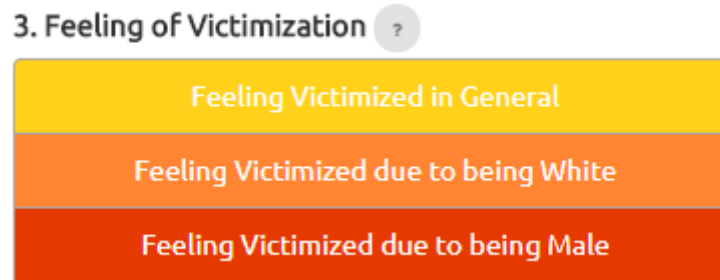 3. Feeling of Victimization ?
Feeling Victimized in General
Feeling Victimized due to being White
Feeling Victimized due to being Male